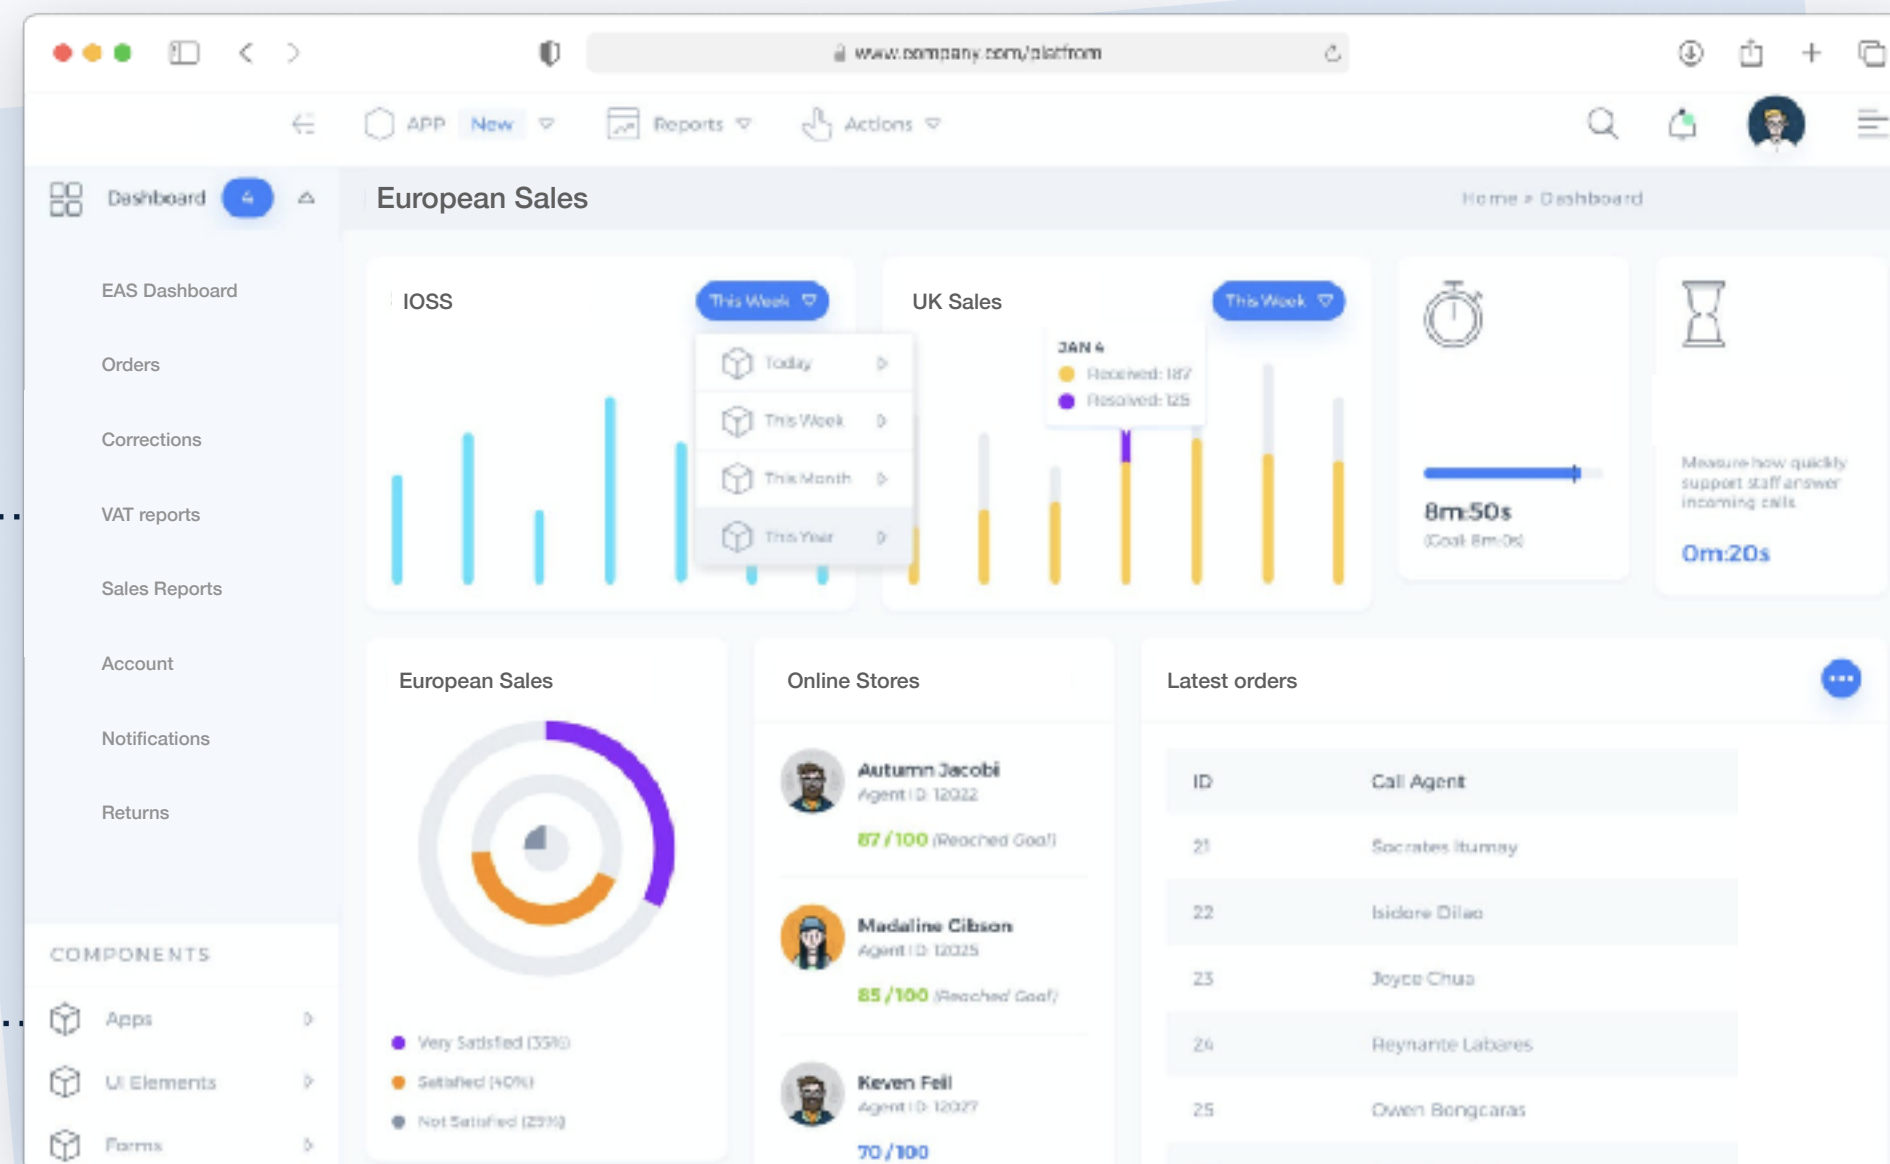 www.company.com/platfrom
APP New Reports Actions
Dashboard 4
European Sales
Home » Dashboard
EAS Dashboard
Orders
Corrections
VAT reports
Sales Reports
Account
Notifications
Returns
COMPONENTS
Apps
UI Elements
Forms
IOSS
This Week
Today
This Week
This Month
This Year
UK Sales
This Week
JAN 4
Received: 187
Resolved: 125
8m:50s
(Goal: 8m:0s)
Measure how quickly
support staff answer
incoming calls
0m:20s
European Sales
Very Satisfied (35%)
Satisfied (40%)
Not Satisfied (25%)
Online Stores
Autumn Jacobi
Agent ID: 12022
87/100 (Reached Goal!)
Madaline Gibson
Agent ID: 12025
85/100 (Reached Goal!)
Keven Feil
Agent ID: 12027
70/100
Latest orders
ID Call Agent
21 Socrates Itumay
22 Isidore Dilao
23 Joyce Chua
24 Reynante Labares
25 Owen Bongcaras